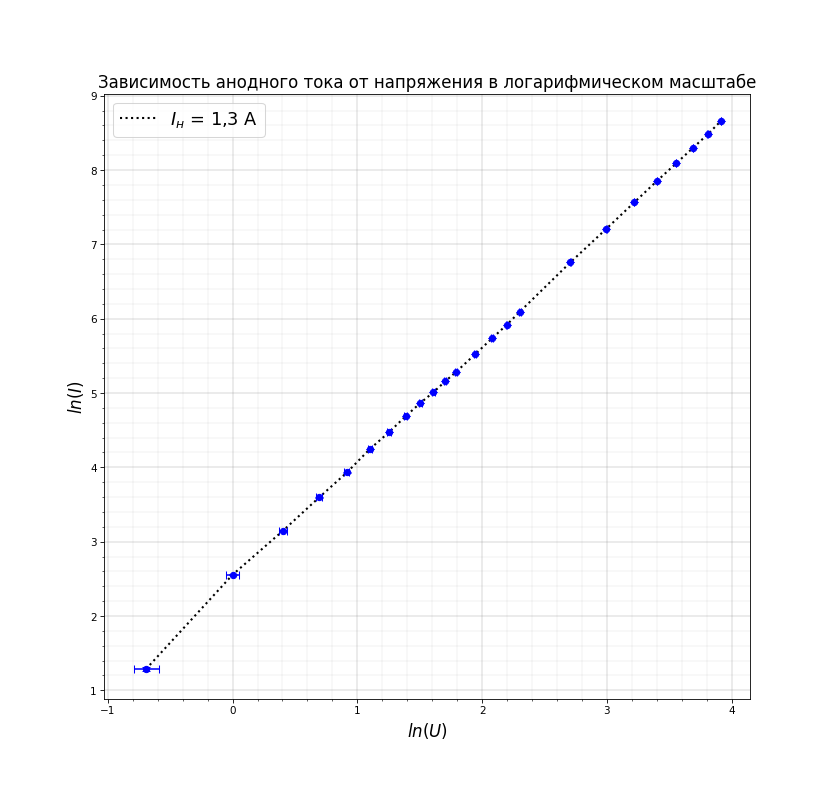 Зависимость анодного тока от напряжения в логарифмическом масштабе
Iн = 1,3 А
9
8
7
6
5
4
3
2
1
ln(I)
−1 0 1 2 3 4
ln(U)